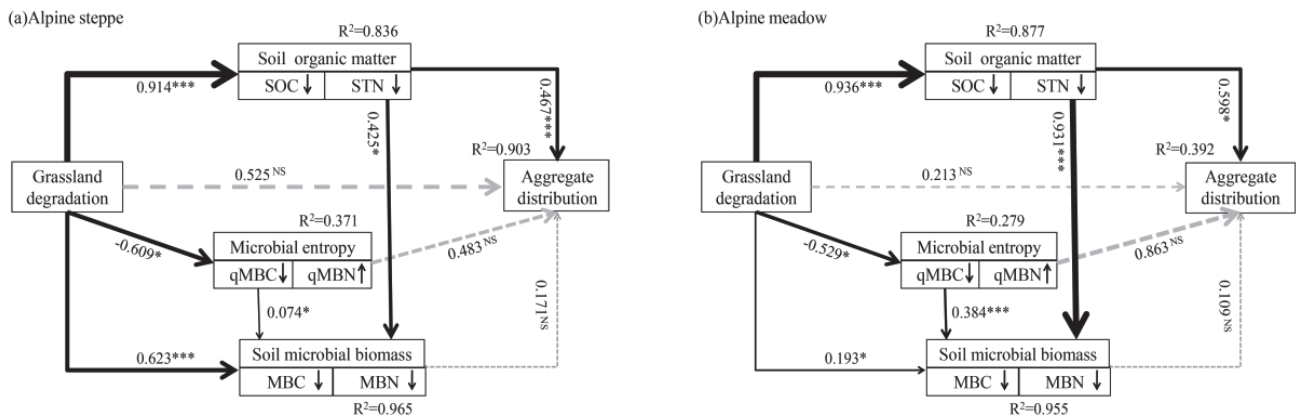 (a)Alpine steppe
R²=0.836
Soil organic matter
SOC↓ STN↓
0.914***
0.467***
0.425*
R²=0.903
Grassland
degradation
0.525 NS
Aggregate
distribution
R²=0.371
-0.609*
Microbial entropy
qMBC↓ qMBN↑
0.483 NS
0.074*
0.171 NS
0.623***
Soil microbial biomass
MBC↓ MBN↓
R²=0.965
(b)Alpine meadow
R²=0.877
Soil organic matter
SOC↓ STN↓
0.936***
0.598*
0.931***
R²=0.392
Grassland
degradation
0.213 NS
Aggregate
distribution
R²=0.279
-0.529*
Microbial entropy
qMBC↓ qMBN↑
0.863 NS
0.384***
0.109 NS
0.193*
Soil microbial biomass
MBC↓ MBN↓
R²=0.955